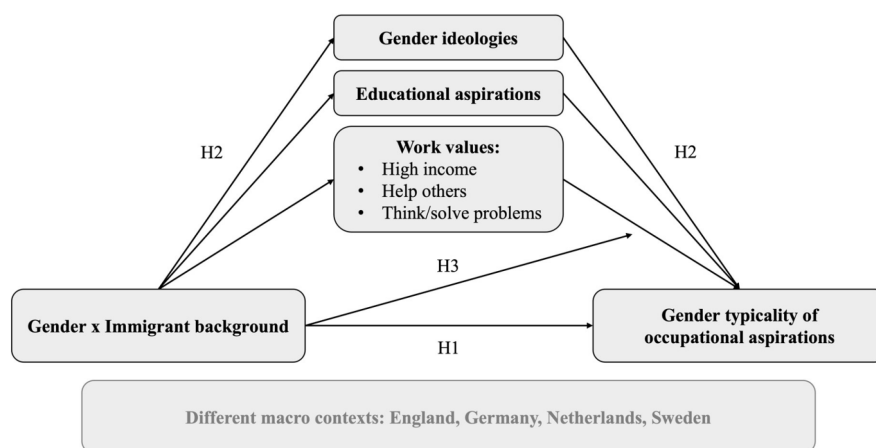 Gender ideologies
Educational aspirations
Work values:
• High income
• Help others
• Think/solve problems
H2
H2
H3
Gender x Immigrant background
H1
Gender typicality of
occupational aspirations
Different macro contexts: England, Germany, Netherlands, Sweden